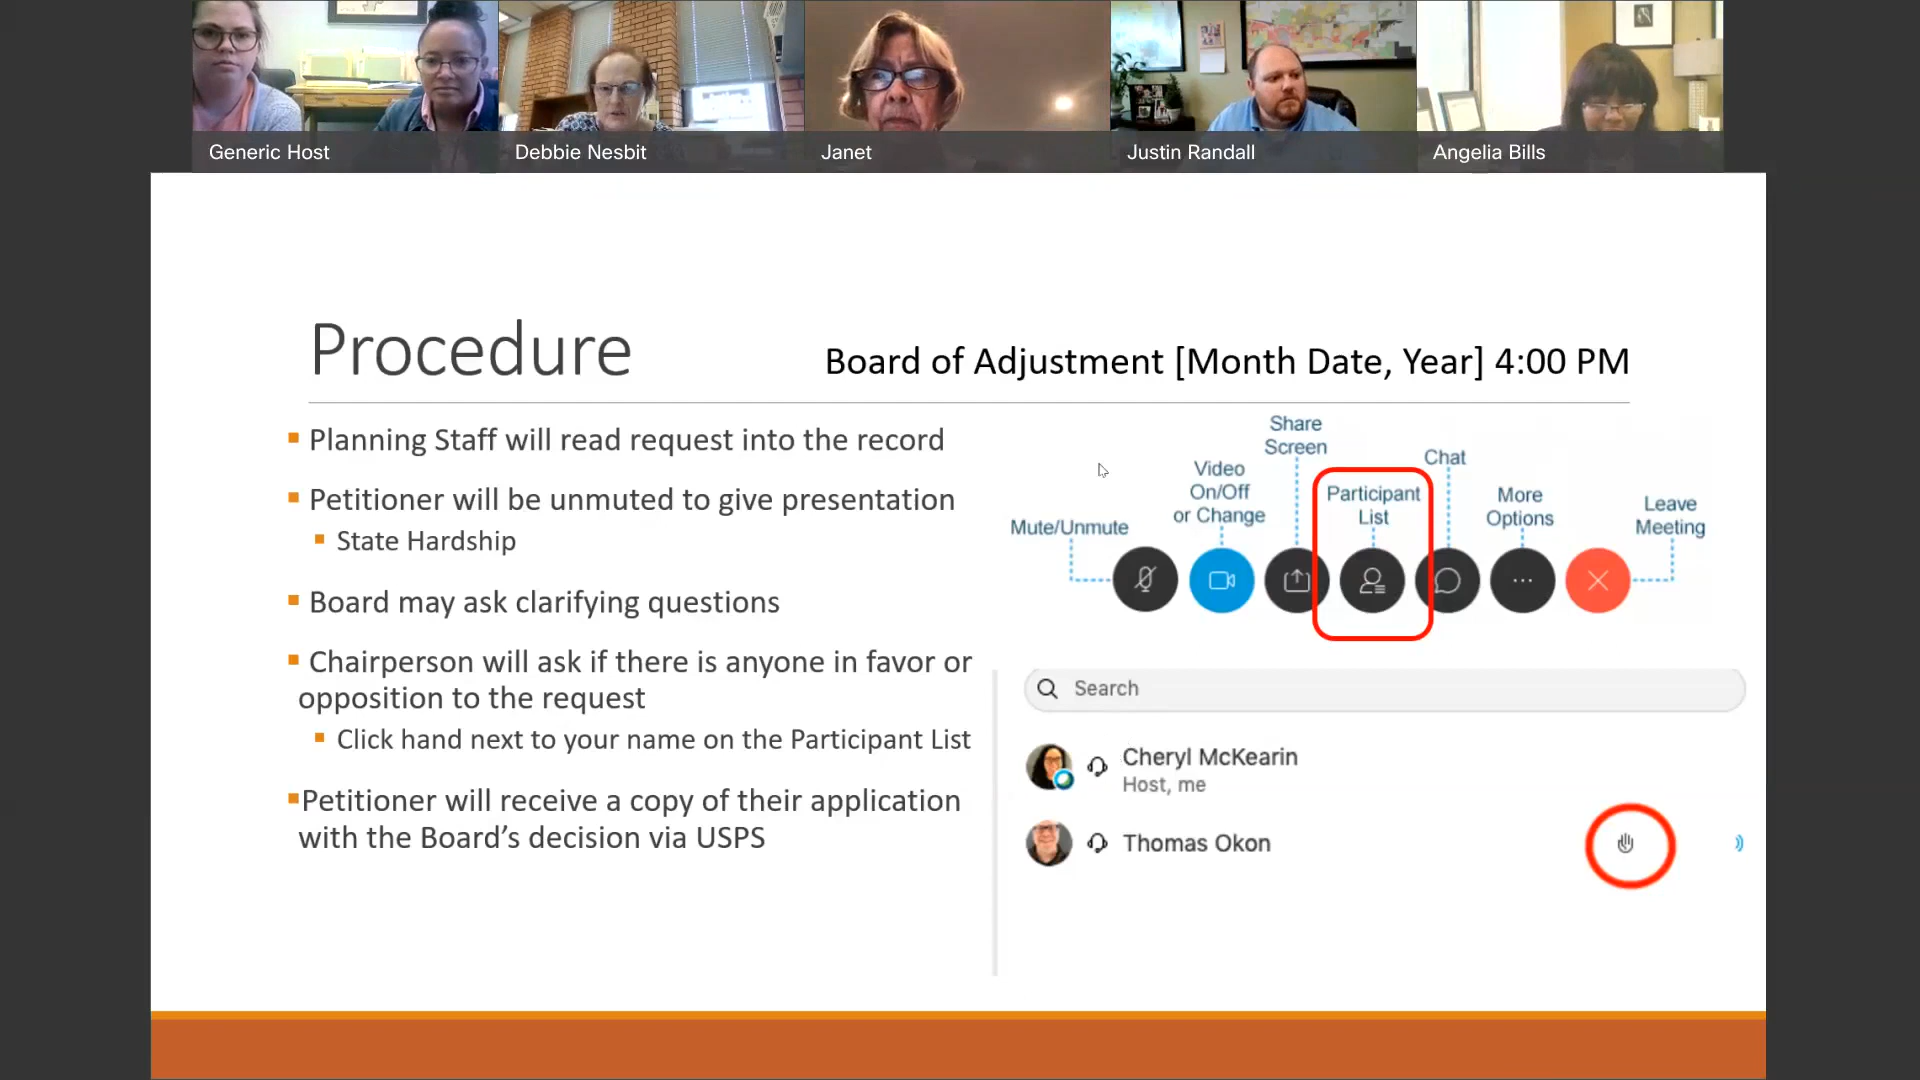 Generic Host
Debbie Nesbit
Janet
Justin Randall
Angelia Bills
Procedure
Board of Adjustment [Month Date, Year] 4:00 PM
Planning Staff will read request into the record
Petitioner will be unmuted to give presentation
State Hardship
Board may ask clarifying questions
Chairperson will ask if there is anyone in favor or
opposition to the request
Click hand next to your name on the Participant List
Petitioner will receive a copy of their application
with the Board's decision via USPS
Mute/Unmute
Video
On/Off
or Change
Share
Screen
Participant
List
Chat
More
Options
Leave
Meeting
Search
Cheryl McKearin
Host, me
Thomas Okon